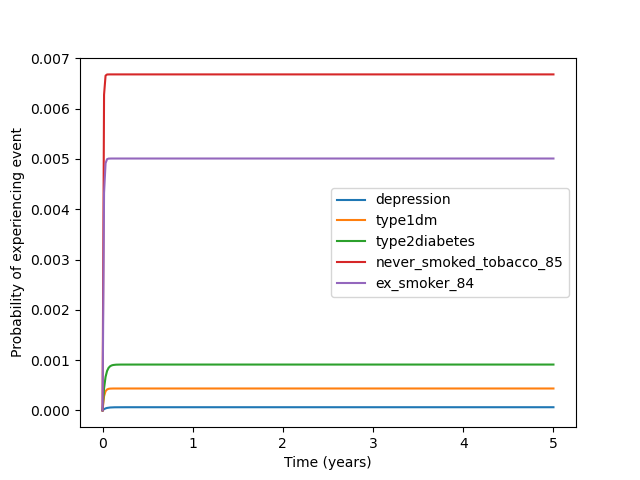 0.007
0.006
0.005
0.004
0.003
0.002
0.001
0.000
Probability of experiencing event
depression
type1dm
type2diabetes
never_smoked_tobacco_85
ex_smoker_84
0 1 2 3 4 5
Time (years)